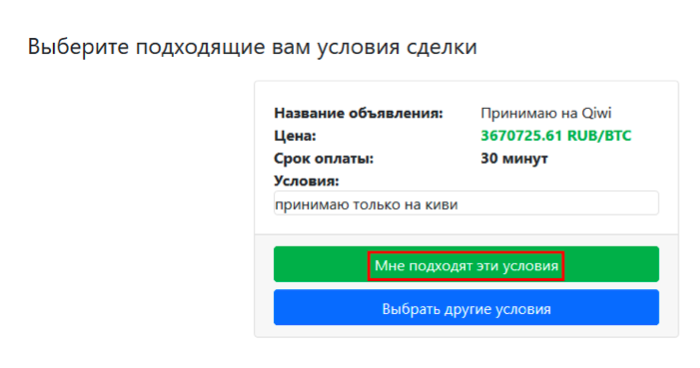 Выберите подходящие вам условия сделки
Название объявления: Принимаю на Qiwi
Цена: 3670725.61 RUB/BTC
Срок оплаты: 30 минут
Условия:
принимаю только на киви
Мне подходят эти условия
Выбрать другие условия